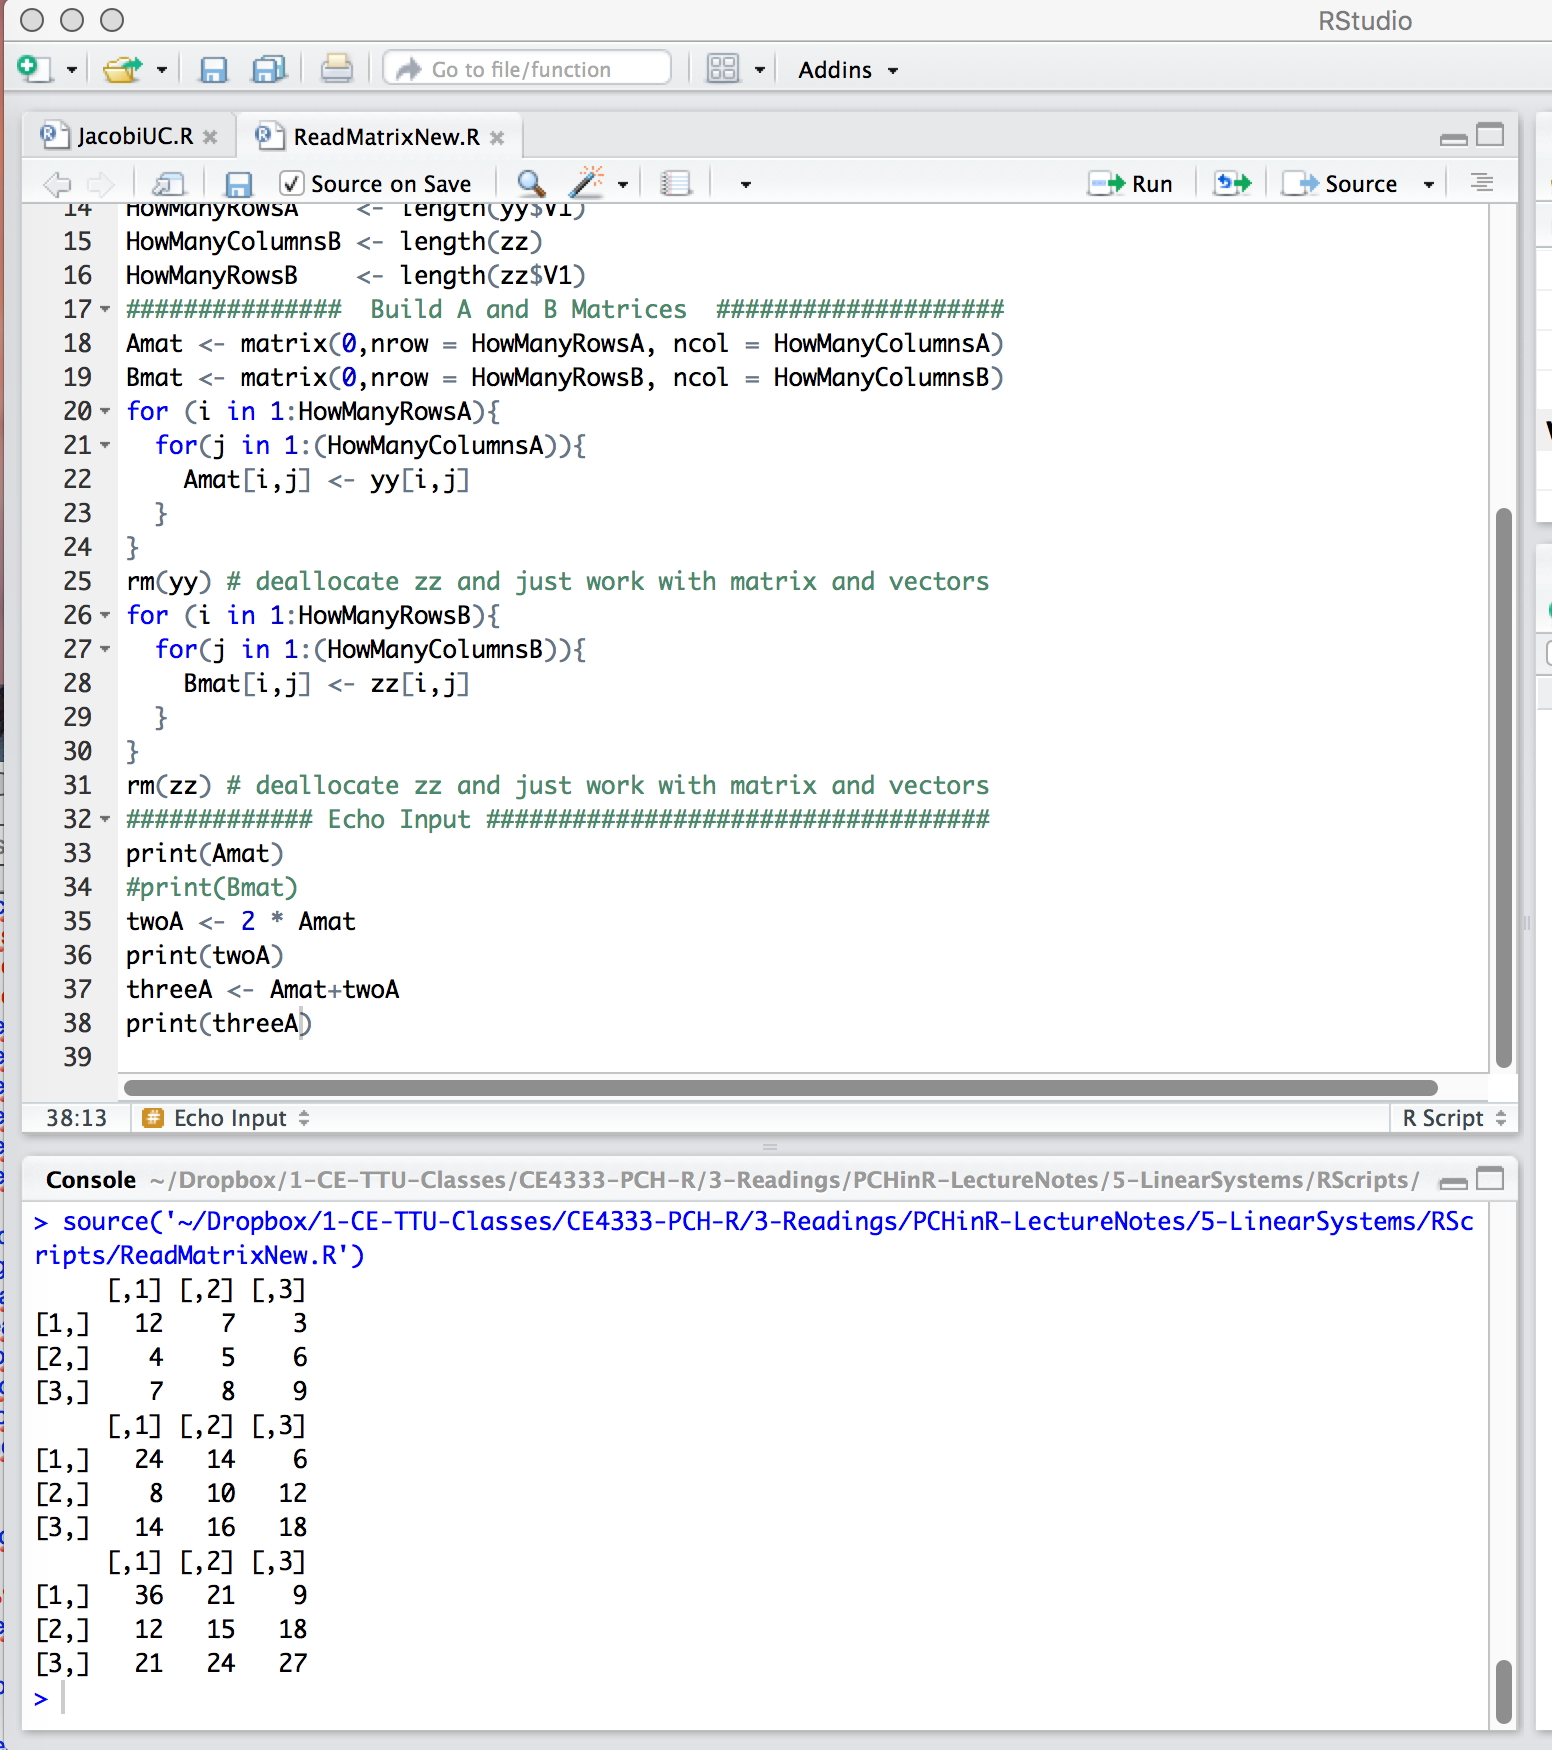 RStudio
Go to file/function
Addins
JacobiUC.R
ReadMatrixNew.R
Source on Save
Run
Source
14 HowManyRowsA    <- length(yy$V1)
15 HowManyColumnsB <- length(zz)
16 HowManyRowsB    <- length(zz$V1)
17 ###############  Build A and B Matrices  ####################
18 Amat <- matrix(0,nrow = HowManyRowsA, ncol = HowManyColumnsA)
19 Bmat <- matrix(0,nrow = HowManyRowsB, ncol = HowManyColumnsB)
20 for (i in 1:HowManyRowsA){
21   for(j in 1:(HowManyColumnsA)){
22     Amat[i,j] <- yy[i,j]
23   }
24 }
25 rm(yy) # deallocate zz and just work with matrix and vectors
26 for (i in 1:HowManyRowsB){
27   for(j in 1:(HowManyColumnsB)){
28     Bmat[i,j] <- zz[i,j]
29   }
30 }
31 rm(zz) # deallocate zz and just work with matrix and vectors
32 ############# Echo Input ###################################
33 print(Amat)
34 #print(Bmat)
35 twoA <- 2 * Amat
36 print(twoA)
37 threeA <- Amat+twoA
38 print(threeA)
39
38:13 # Echo Input R Script
Console ~/Dropbox/1-CE-TTU-Classes/CE4333-PCH-R/3-Readings/PCHinR-LectureNotes/5-LinearSystems/RScripts/
> source('~/Dropbox/1-CE-TTU-Classes/CE4333-PCH-R/3-Readings/PCHinR-LectureNotes/5-LinearSystems/RSc
ripts/ReadMatrixNew.R')
     [,1] [,2] [,3]
[1,]   12    7    3
[2,]    4    5    6
[3,]    7    8    9
     [,1] [,2] [,3]
[1,]   24   14    6
[2,]    8   10   12
[3,]   14   16   18
     [,1] [,2] [,3]
[1,]   36   21    9
[2,]   12   15   18
[3,]   21   24   27
>